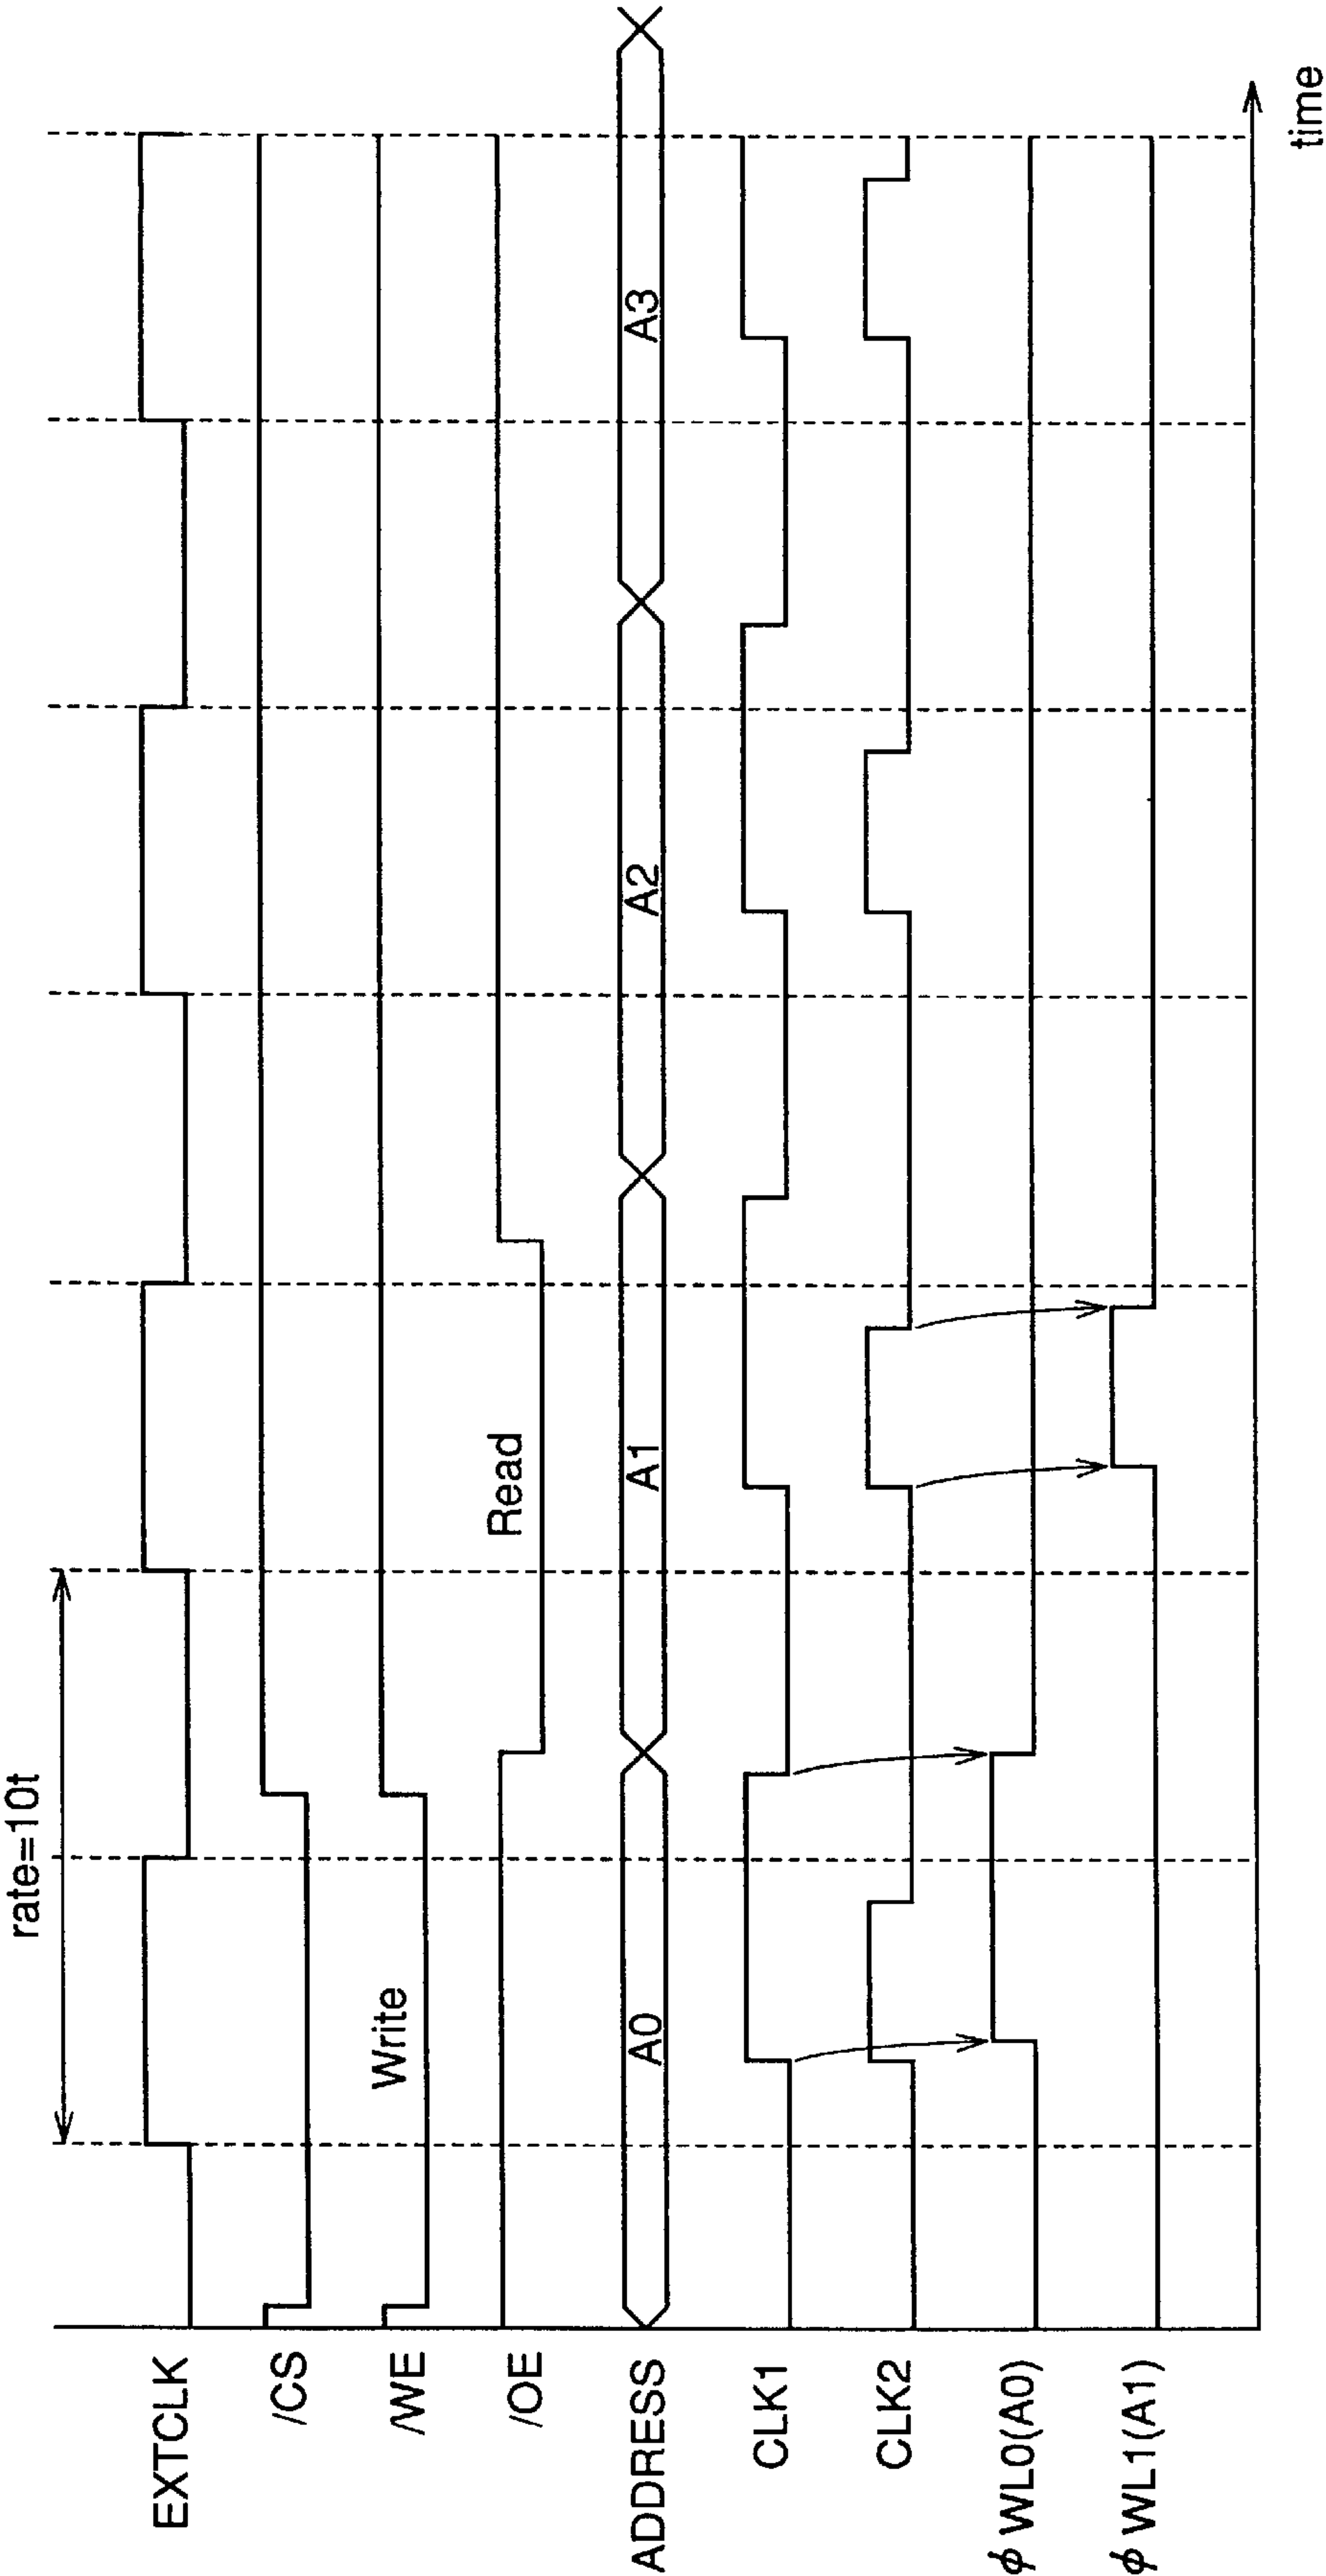 rate=10t
EXTCLK
/CS
/WE
Write
/OE
Read
ADDRESS
A0
A1
A2
A3
CLK1
CLK2
ϕ WL0(A0)
ϕ WL1(A1)
time